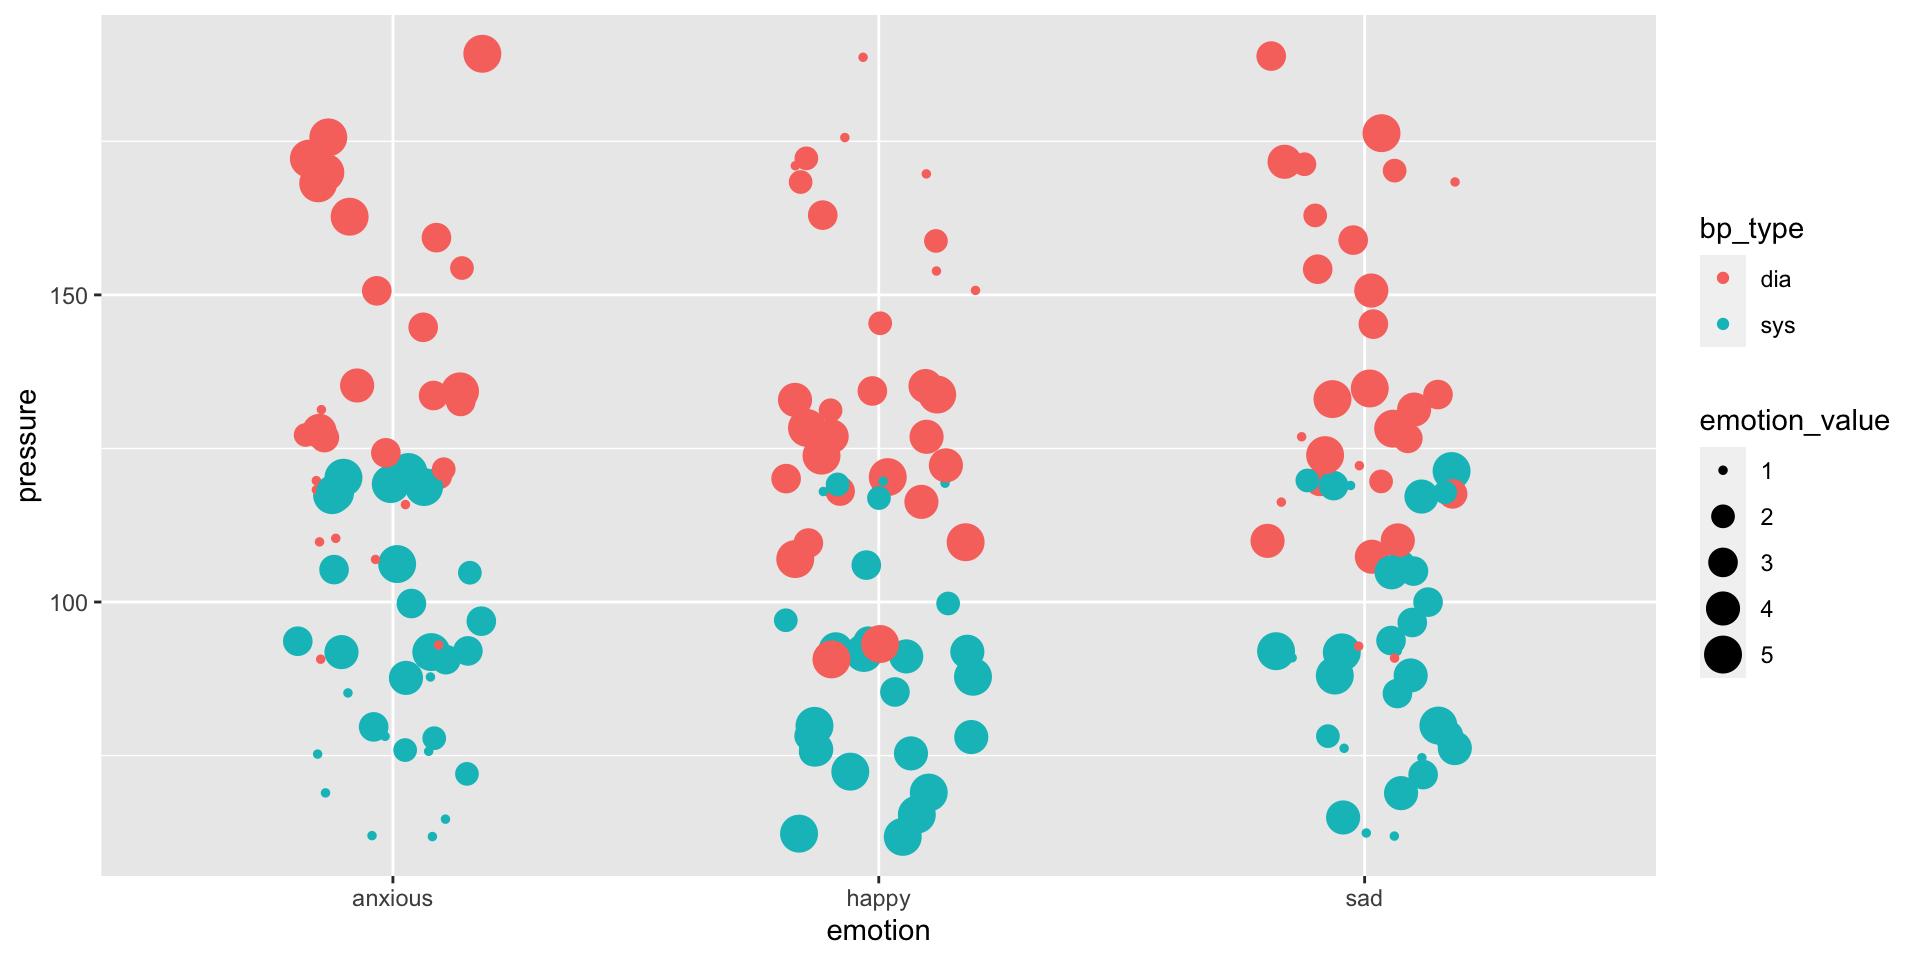 pressure
150
100
anxious
happy
sad
emotion
bp_type
dia
sys
emotion_value
1
2
3
4
5